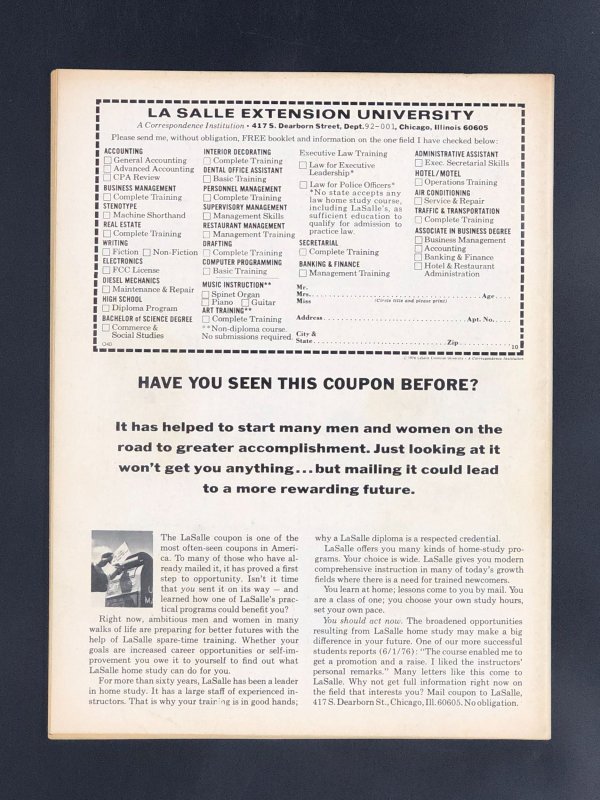 LA SALLE EXTENSION UNIVERSITY
A Correspondence Institution • 417 S. Dearborn Street, Dept. 92-001, Chicago, Illinois 60605
Please send me, without obligation, FREE booklet and information on the one field I have checked below:
ACCOUNTING
General Accounting
Advanced Accounting
CPA Review
BUSINESS MANAGEMENT
Complete Training
STENOTYPE
Machine Shorthand
REAL ESTATE
Complete Training
WRITING
Fiction Non-Fiction
ELECTRONICS
FCC License
DIESEL MECHANICS
Maintenance & Repair
HIGH SCHOOL
Diploma Program
BACHELOR of SCIENCE DEGREE
Commerce &
Social Studies
INTERIOR DECORATING
Complete Training
DENTAL OFFICE ASSISTANT
Basic Training
PERSONNEL MANAGEMENT
Complete Training
SUPERVISORY MANAGEMENT
Management Skills
RESTAURANT MANAGEMENT
Management Training
DRAFTING
Complete Training
COMPUTER PROGRAMMING
Basic Training
MUSIC INSTRUCTION**
Spinet Organ
Piano Guitar
ART TRAINING**
Complete Training
**Non-diploma course.
No submissions required.
Executive Law Training
Law for Executive
Leadership*
Law for Police Officers*
*No state accepts any
law home study course,
including LaSalle's, as
sufficient education to
qualify for admission to
practice law.
SECRETARIAL
Complete Training
BANKING & FINANCE
Management Training
ADMINISTRATIVE ASSISTANT
Exec. Secretarial Skills
HOTEL/MOTEL
Operations Training
AIR CONDITIONING
Service & Repair
TRAFFIC & TRANSPORTATION
Complete Training
ASSOCIATE IN BUSINESS DEGREE
Business Management
Accounting
Banking & Finance
Hotel & Restaurant
Administration
Mr.
Mrs. Age
Miss (Circle title and please print)
Address Apt. No.
City &
State Zip 10
HAVE YOU SEEN THIS COUPON BEFORE?
It has helped to start many men and women on the
road to greater accomplishment. Just looking at it
won't get you anything...but mailing it could lead
to a more rewarding future.
The LaSalle coupon is one of the
most often-seen coupons in Ameri-
ca. To many of those who have al-
ready mailed it, it has proved a first
step to opportunity. Isn't it time
that you sent it on its way — and
learned how one of LaSalle's prac-
tical programs could benefit you?
Right now, ambitious men and women in many
walks of life are preparing for better futures with the
help of LaSalle spare-time training. Whether your
goals are increased career opportunities or self-im-
provement you owe it to yourself to find out what
LaSalle home study can do for you.
For more than sixty years, LaSalle has been a leader
in home study. It has a large staff of experienced in-
structors. That is why your training is in good hands;
why a LaSalle diploma is a respected credential.
LaSalle offers you many kinds of home-study pro-
grams. Your choice is wide. LaSalle gives you modern
comprehensive instruction in many of today's growth
fields where there is a need for trained newcomers.
You learn at home; lessons come to you by mail. You
are a class of one; you choose your own study hours,
set your own pace.
You should act now. The broadened opportunities
resulting from LaSalle home study may make a big
difference in your future. One of our more successful
students reports (6/1/76): "The course enabled me to
get a promotion and a raise. I liked the instructors'
personal remarks." Many letters like this come to
LaSalle. Why not get full information right now on
the field that interests you? Mail coupon to LaSalle,
417 S. Dearborn St., Chicago, Ill. 60605. No obligation.